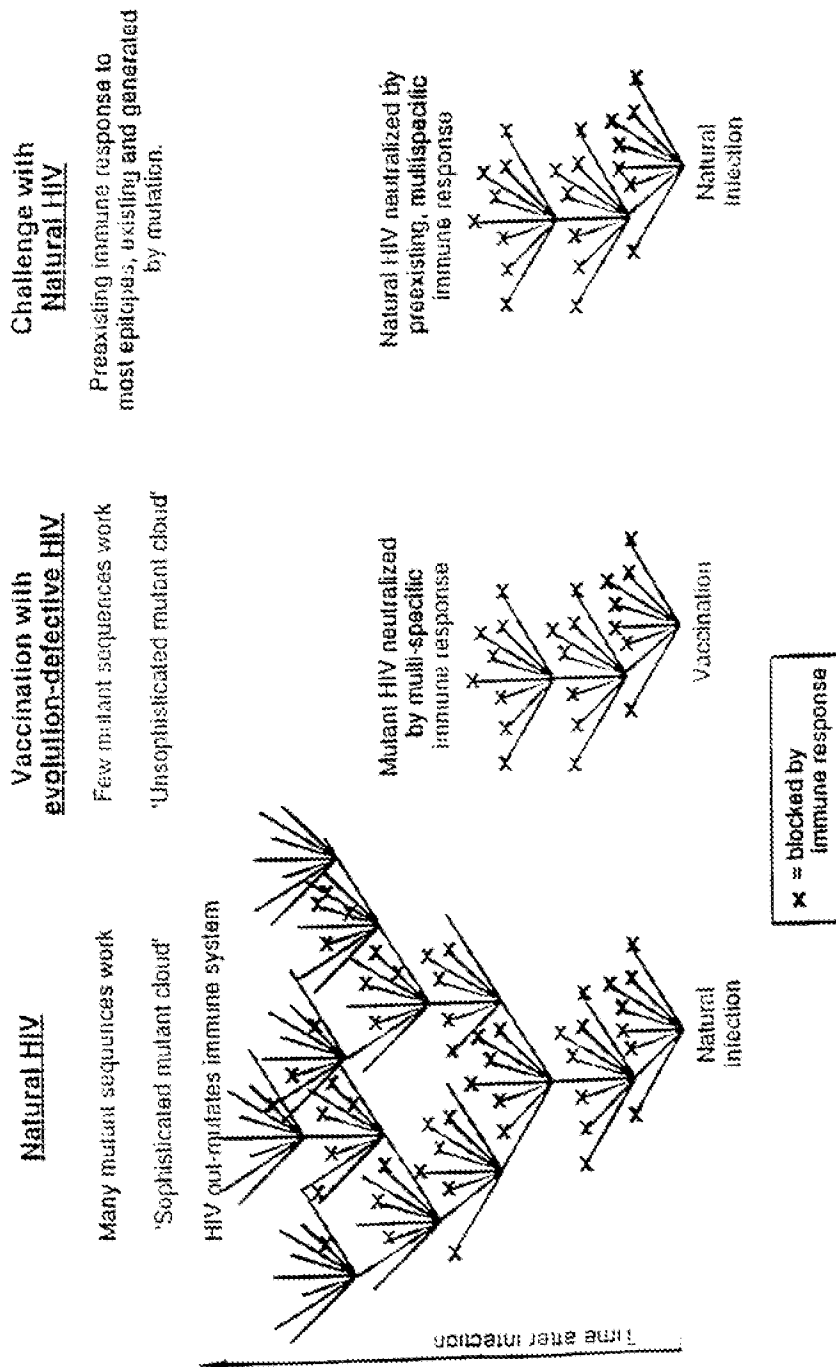 Natural HIV
Many mutant sequences work
'Sophisticated mutant cloud'
HIV out-mutates immune system
Natural
infection
Time after infection
Vaccination with
evolution-defective HIV
Few mutant sequences work
'Unsophisticated mutant cloud'
Mutant HIV neutralized
by multi-specific
immune response
Vaccination
Challenge with
Natural HIV
Preexisting immune response to
most epitopes, existing and generated
by mutation.
Natural HIV neutralized by
preexisting, multispecific
immune response
Natural
infection
x = blocked by
immune response